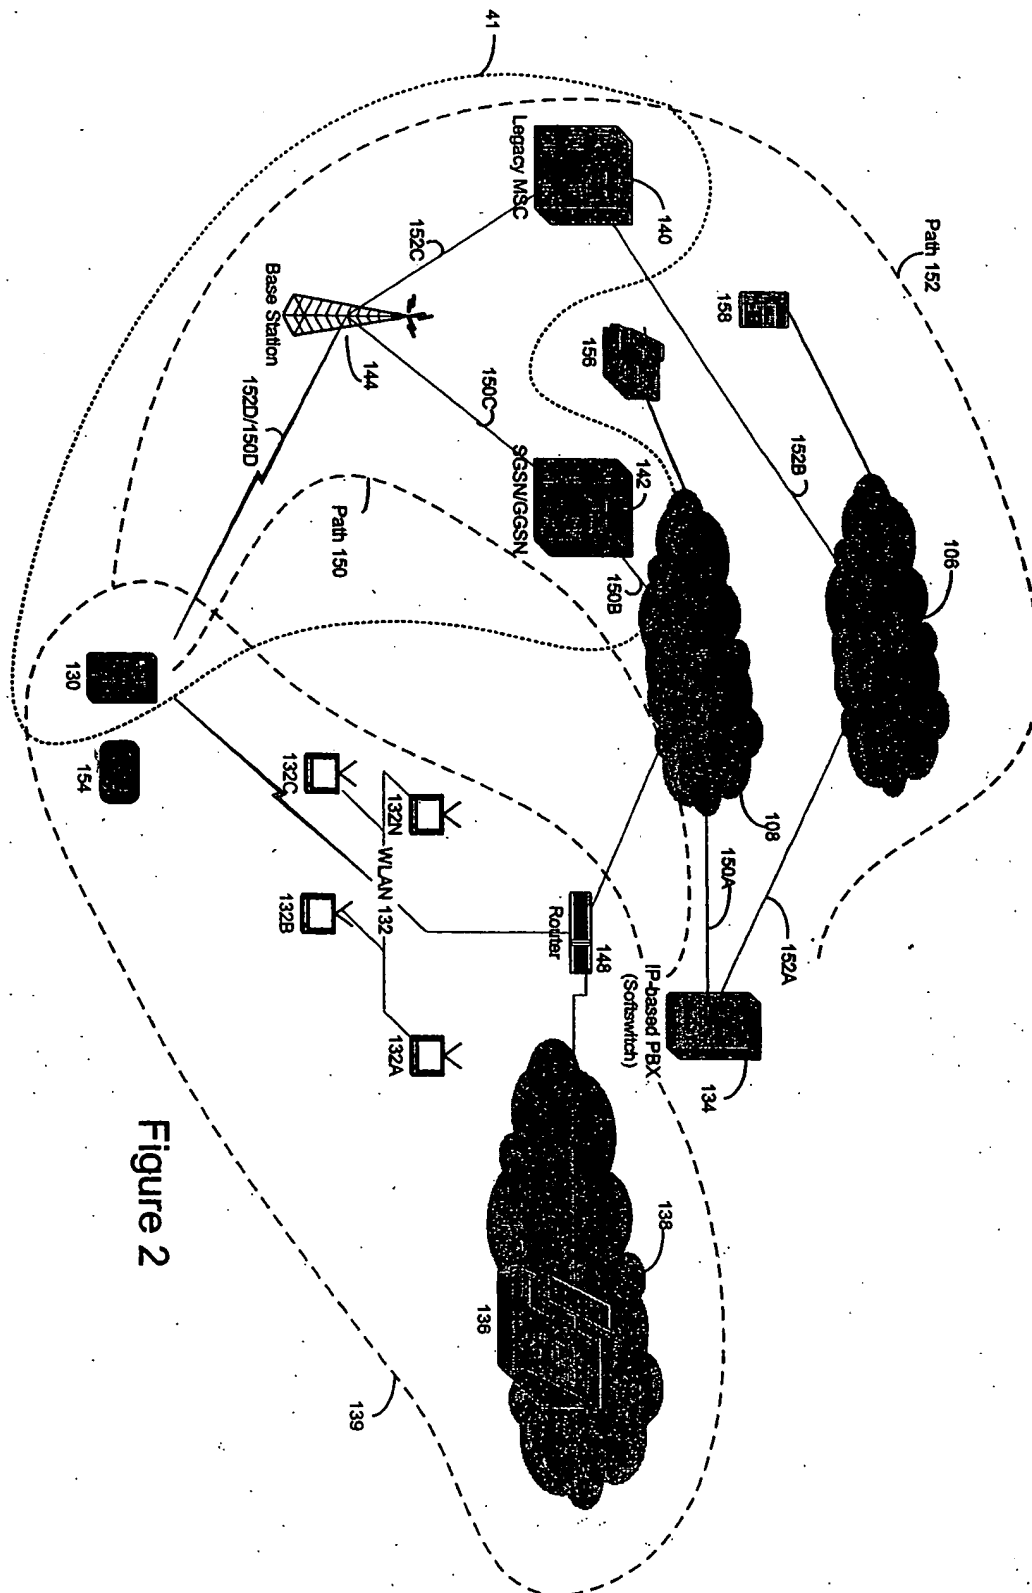 41
Path 152
Legacy MSC
140
158
152C
156
152B
106
Base Station
144
150C
SGSN/GGSN
142
150B
152D/150D
Path 150
108
150A
152A
130
154
132C
132N
WLAN 132
132B
132A
Router
148
IP-based PBX
(Softswitch)
134
138
136
139
Figure 2